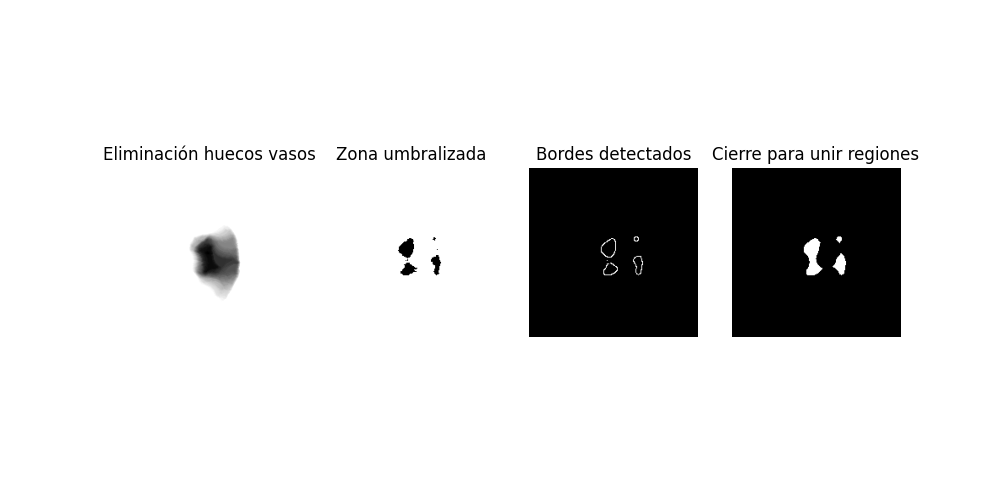 Eliminación huecos vasos
Zona umbralizada
Bordes detectados
Cierre para unir regiones